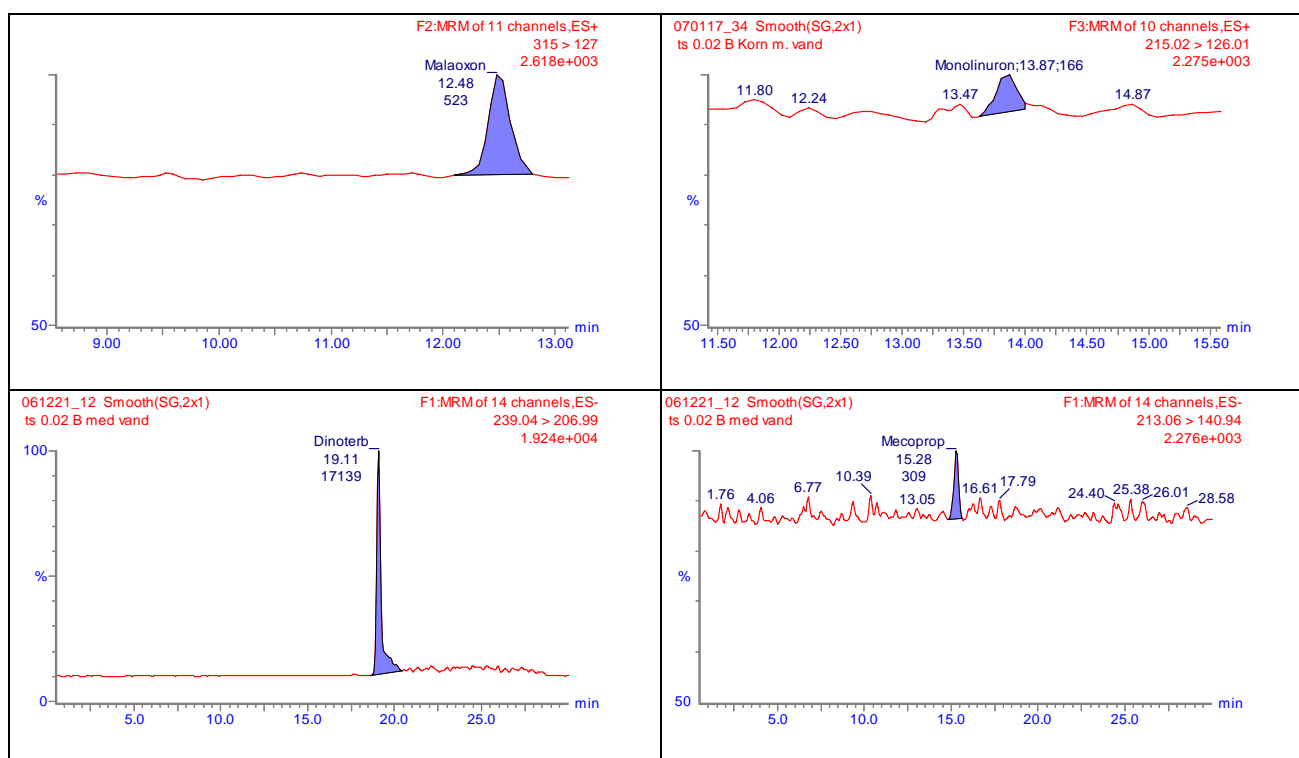 F2:MRM of 11 channels,ES+
315 > 127
2.618e+003
Malaoxon
12.48
523
%
50
min
9.00 10.00 11.00 12.00 13.00
070117_34 Smooth(SG,2x1)
ts 0.02 B Korn m. vand
F3:MRM of 10 channels,ES+
215.02 > 126.01
2.275e+003
Monolinuron;13.87;166
11.80 12.24 13.47 14.87
%
50
min
11.50 12.00 12.50 13.00 13.50 14.00 14.50 15.00 15.50
061221_12 Smooth(SG,2x1)
ts 0.02 B med vand
F1:MRM of 14 channels,ES-
239.04 > 206.99
1.924e+004
Dinoterb
19.11
17139
100
%
0
min
5.0 10.0 15.0 20.0 25.0
061221_12 Smooth(SG,2x1)
ts 0.02 B med vand
F1:MRM of 14 channels,ES-
213.06 > 140.94
2.276e+003
Mecoprop
15.28
309
1.76 4.06 6.77 10.39 13.05 16.61 17.79 24.40 25.38 26.01 28.58
%
50
min
5.0 10.0 15.0 20.0 25.0